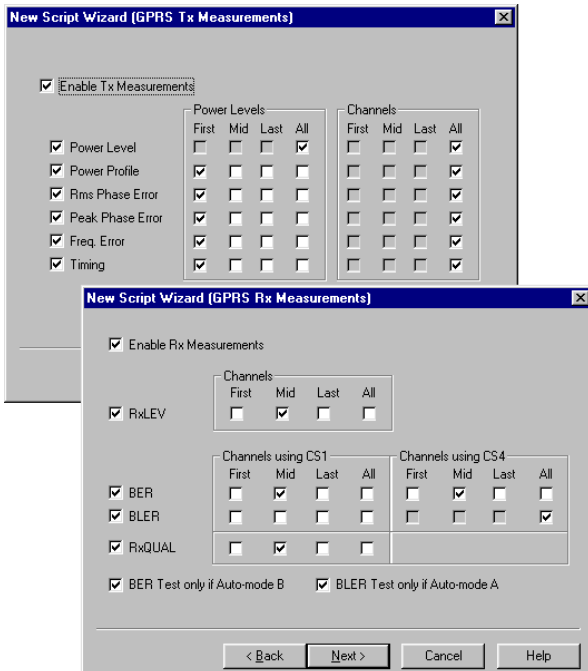 New Script Wizard (GPRS Tx Measurements)
Enable Tx Measurements
Power Levels Channels
First Mid Last All First Mid Last All
Power Level
Power Profile
Rms Phase Error
Peak Phase Error
Freq. Error
Timing
New Script Wizard (GPRS Rx Measurements)
Enable Rx Measurements
Channels
First Mid Last All
RxLEV
Channels using CS1 Channels using CS4
First Mid Last All First Mid Last All
BER
BLER
RxQUAL
BER Test only if Auto-mode B BLER Test only if Auto-mode A
< Back Next > Cancel Help